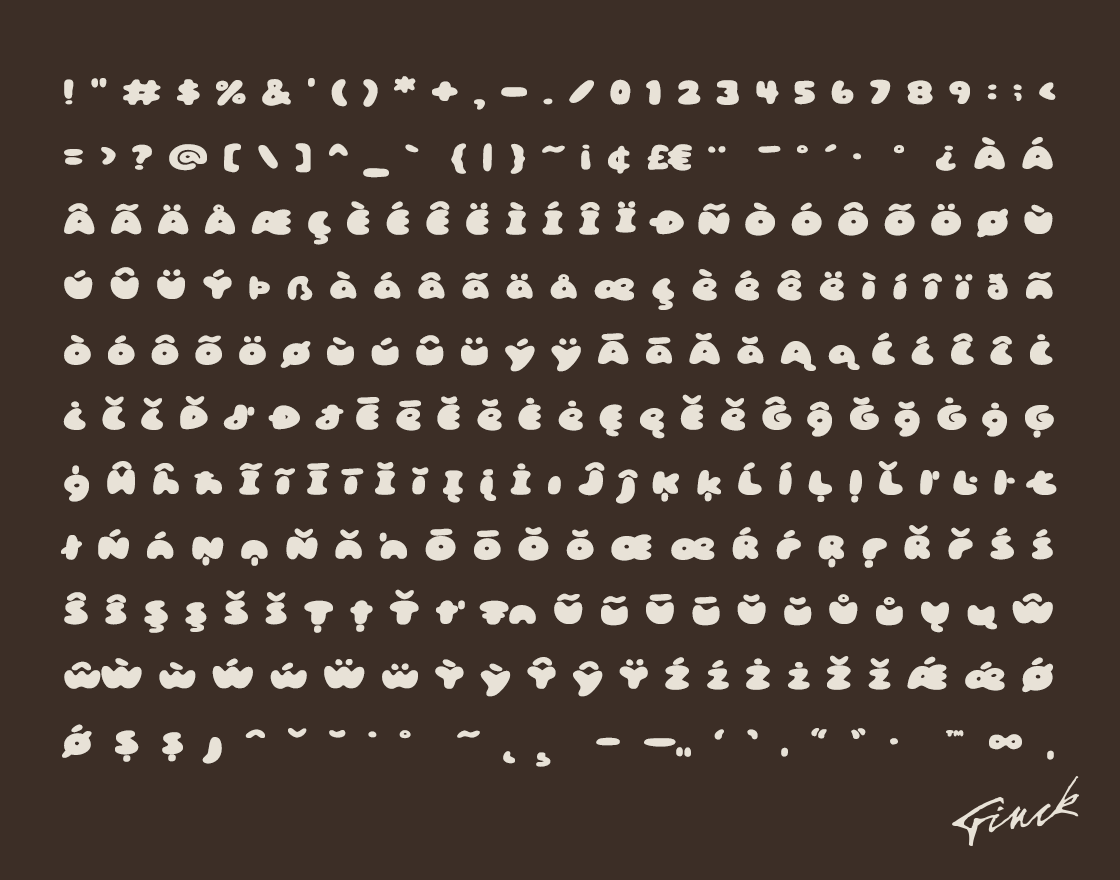 ! " # $ % & ' ( ) * + , - . / 0 1 2 3 4 5 6 7 8 9 : ; <
= > ? @ [ \ ] ^ _ ` { | } ~ ¡ ¢ £ € ¨ ¯ ° ´ · ° ¿ À Á
Â Ã Ä Å Æ Ç È É Ê Ë Ì Í Î Ï Ð Ñ Ò Ó Ô Õ Ö Ø Ù
Ú Û Ü Ý Þ ß à á â ã ä å æ ç è é ê ë ì í î ï ð ñ
ò ó ô õ ö ø ù ú û ü ý ÿ Ā ā Ă ă Ą ą Ć ć Ĉ ĉ Ċ
ċ Č č Ď ď Đ đ Ē ē Ĕ ĕ Ė ė Ę ę Ě ě Ĝ ĝ Ğ ğ Ġ ġ Ģ
ģ Ĥ ĥ ħ Ĩ ĩ Ī ī Ĭ ĭ Į į İ ı Ĵ ĵ Ķ ķ Ĺ ĺ Ļ ļ Ľ ľ Ŀ ŀ Ł
ł Ń ń Ņ ņ Ň ň ŉ Ō ō Ŏ ŏ Œ œ Ŕ ŕ Ŗ ŗ Ř ř Ś ś
Ŝ ŝ Ş ş Š š Ţ ţ Ť ť Ŧ Ũ ũ Ū ū Ŭ ŭ Ů ů Ų ų Ŵ
ŵ Ẁ ẁ Ẃ ẃ Ẅ ẅ Ỳ ỳ Ŷ ŷ Ÿ Ź ź Ż ż Ž ž Ǽ ǽ Ǿ
Ǿ Ș ș ȷ ˆ ˇ ˘ ˙ ˚ ˜ – — „ ‘ ’ ‚ “ ” · ™ ∞ ,
Finck